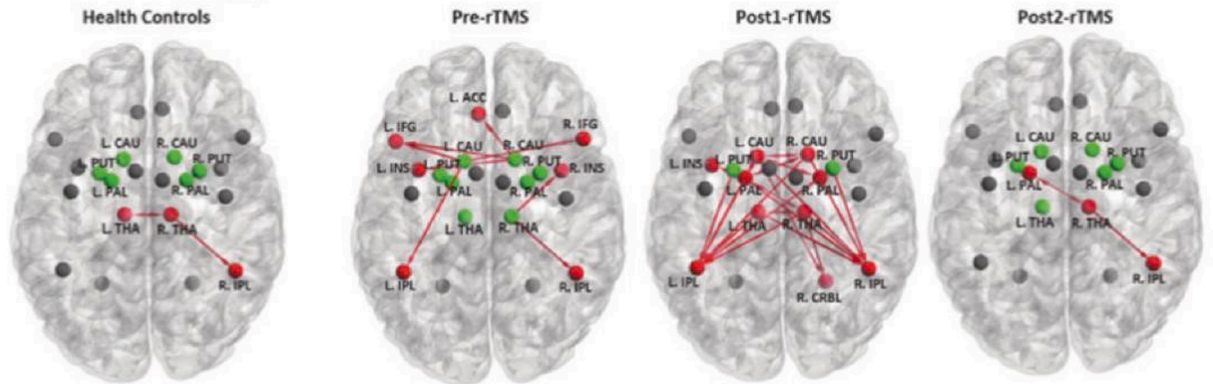 Health Controls
L. CAU
R. CAU
L. PUT
R. PUT
L. PAL
R. PAL
L. THA
R. THA
R. IPL
Pre-rTMS
L. ACC
L. IFG
R. IFG
L. CAU
R. CAU
L. INS
L. PUT
R. PUT
R. INS
L. PAL
R. PAL
L. THA
R. THA
L. IPL
R. IPL
Post1-rTMS
L. CAU
R. CAU
L. INS
L. PUT
R. PUT
L. PAL
R. PAL
L. THA
R. THA
L. IPL
R. IPL
R. CRBL
Post2-rTMS
L. CAU
R. CAU
L. PUT
R. PUT
L. PAL
R. PAL
L. THA
R. THA
R. IPL